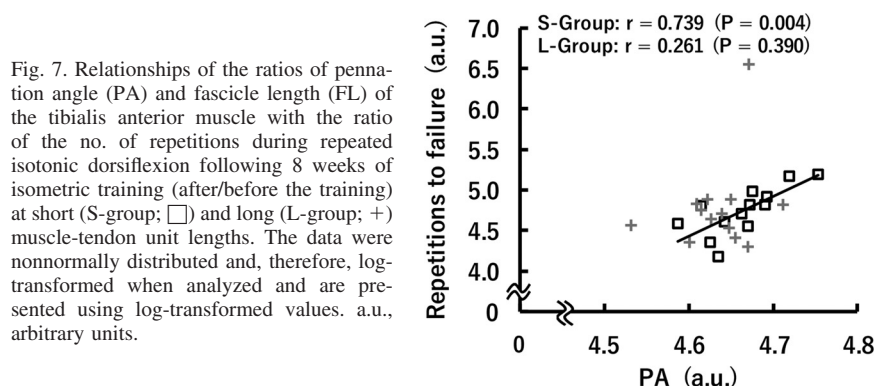 Fig. 7. Relationships of the ratios of penna-
tion angle (PA) and fascicle length (FL) of
the tibialis anterior muscle with the ratio
of the no. of repetitions during repeated
isotonic dorsiflexion following 8 weeks of
isometric training (after/before the training)
at short (S-group; □) and long (L-group; +)
muscle-tendon unit lengths. The data were
nonnormally distributed and, therefore, log-
transformed when analyzed and are pre-
sented using log-transformed values. a.u.,
arbitrary units.
Repetitions to failure (a.u.)
7.0
6.5
6.0
5.5
5.0
4.5
4.0
0
S-Group: r = 0.739 (P = 0.004)
L-Group: r = 0.261 (P = 0.390)
0 4.5 4.6 4.7 4.8
PA (a.u.)